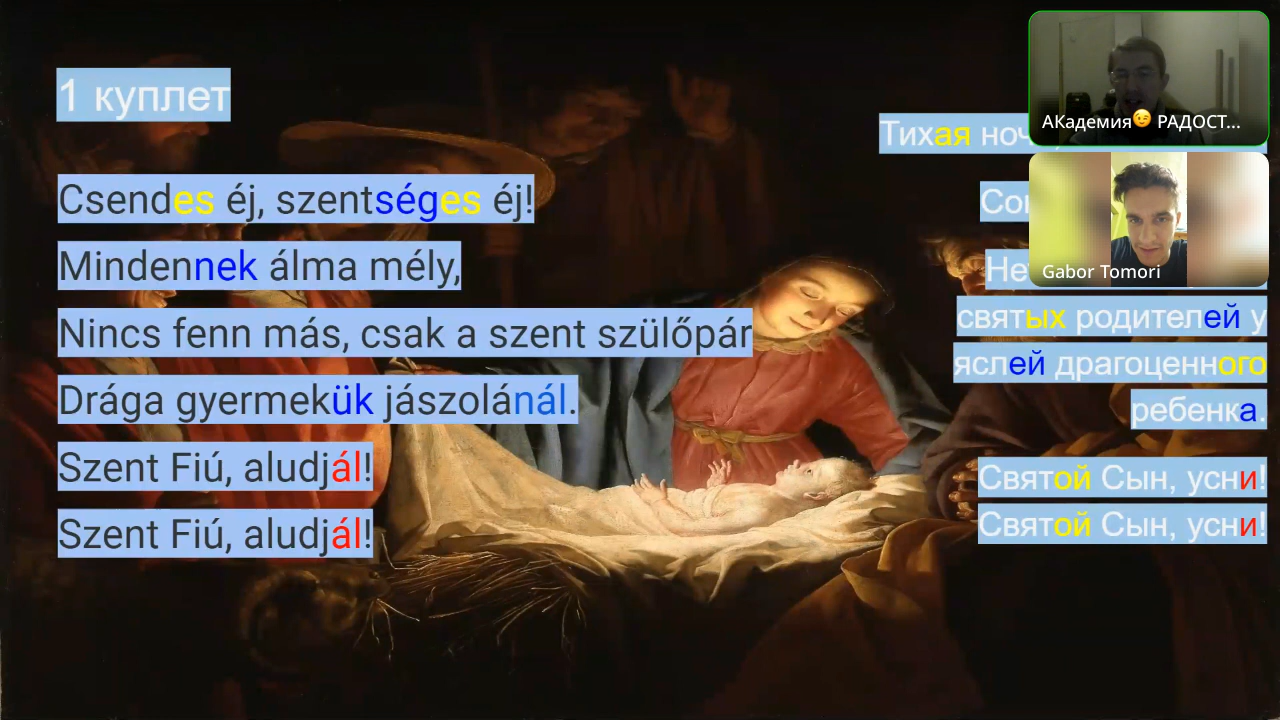 1 куплет
Csendes éj, szentséges éj!
Mindennek álma mély,
Nincs fenn más, csak a szent szülőpár
Drága gyermekük jászolánál.
Szent Fiú, aludjál!
Szent Fiú, aludjál!
Тихая
святых родителей у
яслей драгоценного
ребенка.
Святой Сын, усни!
Святой Сын, усни!
АКадемия😉 РАДОСТ...
Gabor Tomori